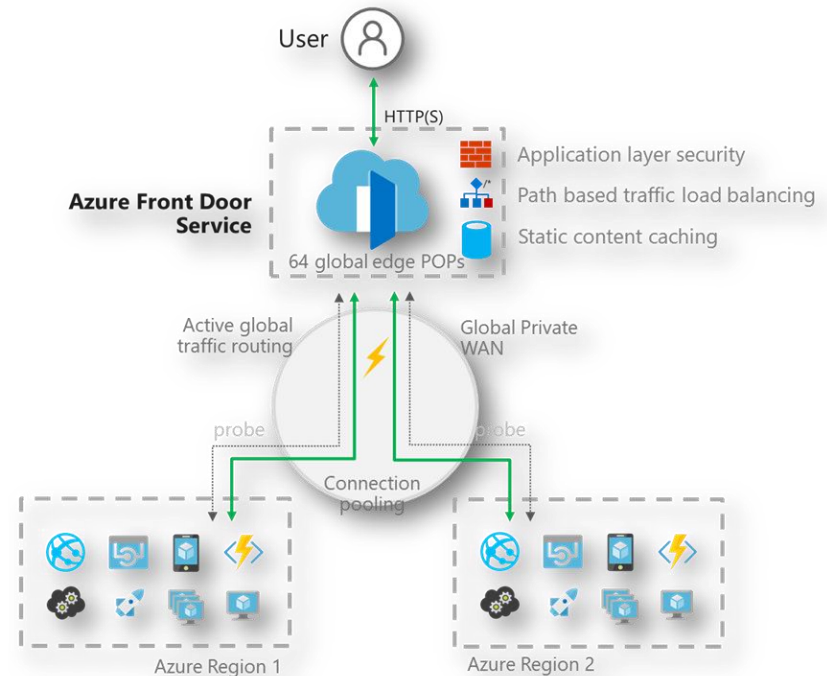 User
HTTP(S)
Application layer security
/*
Path based traffic load balancing
Azure Front Door
Service
Static content caching
64 global edge POPs
Active global
traffic routing
Global Private
WAN
probe
probe
Connection
pooling
Azure Region 1
Azure Region 2